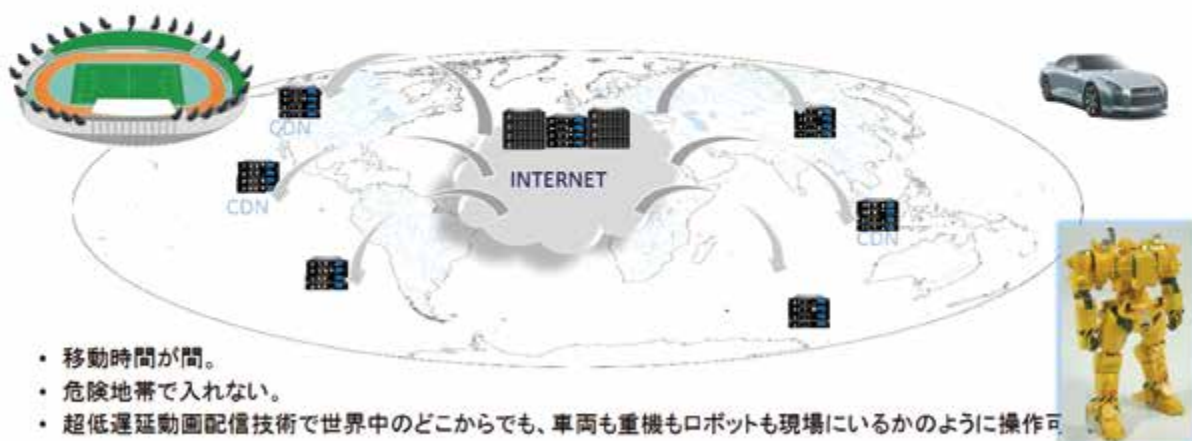 CDN
INTERNET
CDN
CDN
• 移動時間が間。
• 危険地帯で入れない。
• 超低遅延動画配信技術で世界中のどこからでも、車両も重機もロボットも現場にいるかのように操作可